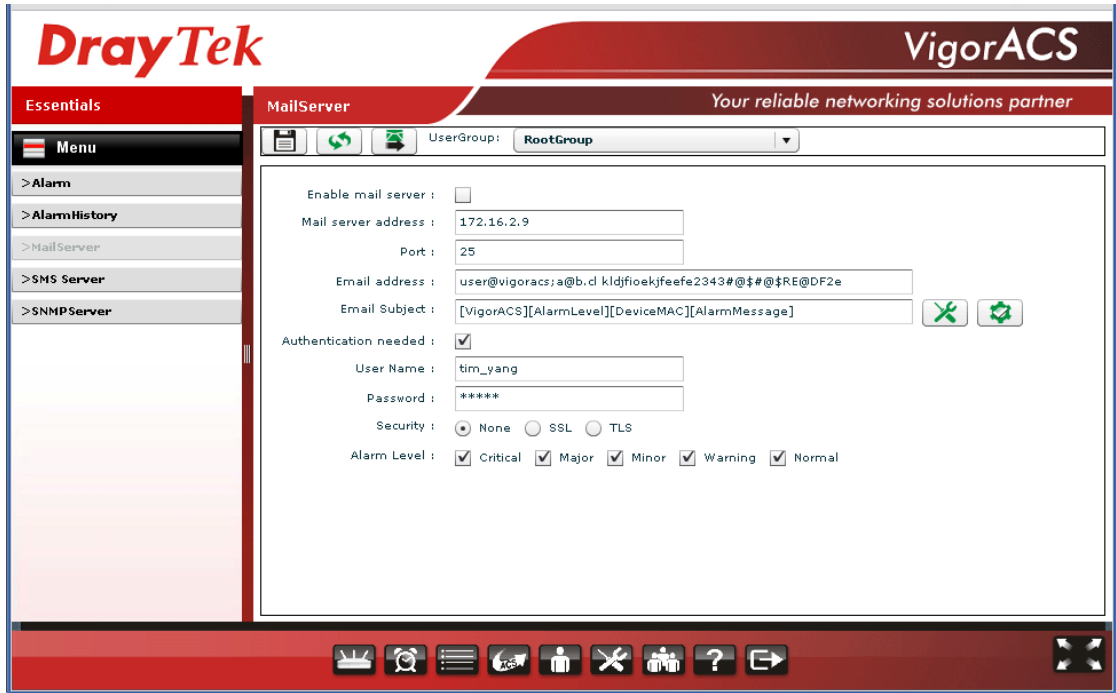 DrayTek
VigorACS
Essentials
MailServer
Your reliable networking solutions partner
Menu
UserGroup: RootGroup
>Alarm
>AlarmHistory
>MailServer
>SMS Server
>SNMPServer
Enable mail server :
Mail server address : 172.16.2.9
Port : 25
Email address : user@vigoracs;a@b.cl kldjfioekjfeefe2343#@$#@$RE@DF2e
Email Subject : [VigorACS][AlarmLevel][DeviceMAC][AlarmMessage]
Authentication needed :
User Name : tim_yang
Password : *****
Security : None SSL TLS
Alarm Level : Critical Major Minor Warning Normal
ACS
?